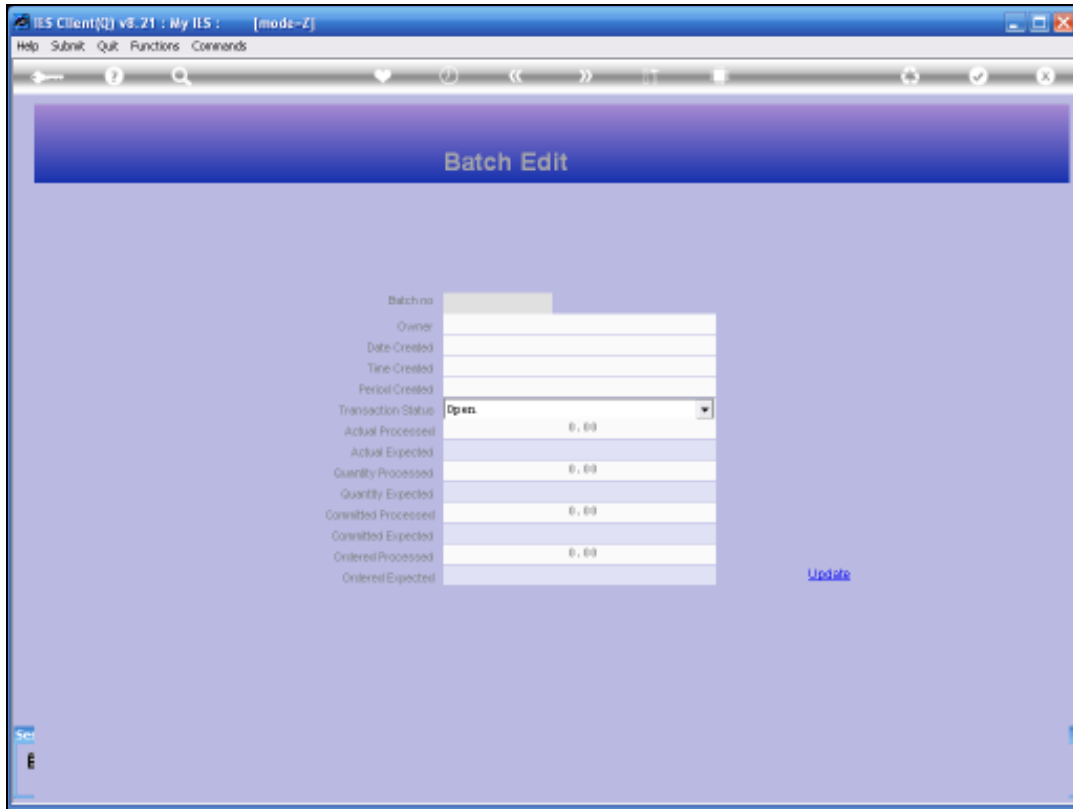 IES Client(Q) v8.21 : My IES : [mode-Z]
Help Submit Quit Functions Commands
Batch Edit
Batch no
Owner
Date Created
Time Created
Period Created
Transaction Status Open
Actual Processed 0.00
Actual Expected
Quantity Processed 0.00
Quantity Expected
Committed Processed 0.00
Committed Expected
Ordered Processed 0.00
Ordered Expected
Update